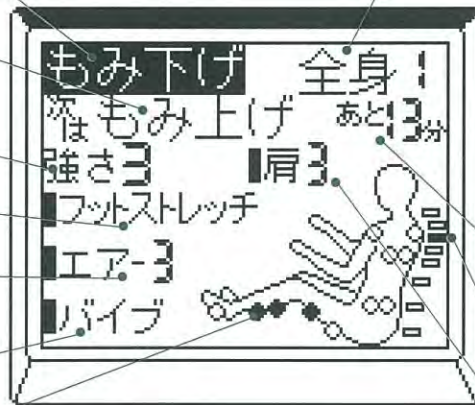 もみ下げ 全身1
次は もみ上げ あと13分
強さ3 肩3
フットストレッチ
エアー3
バイブ